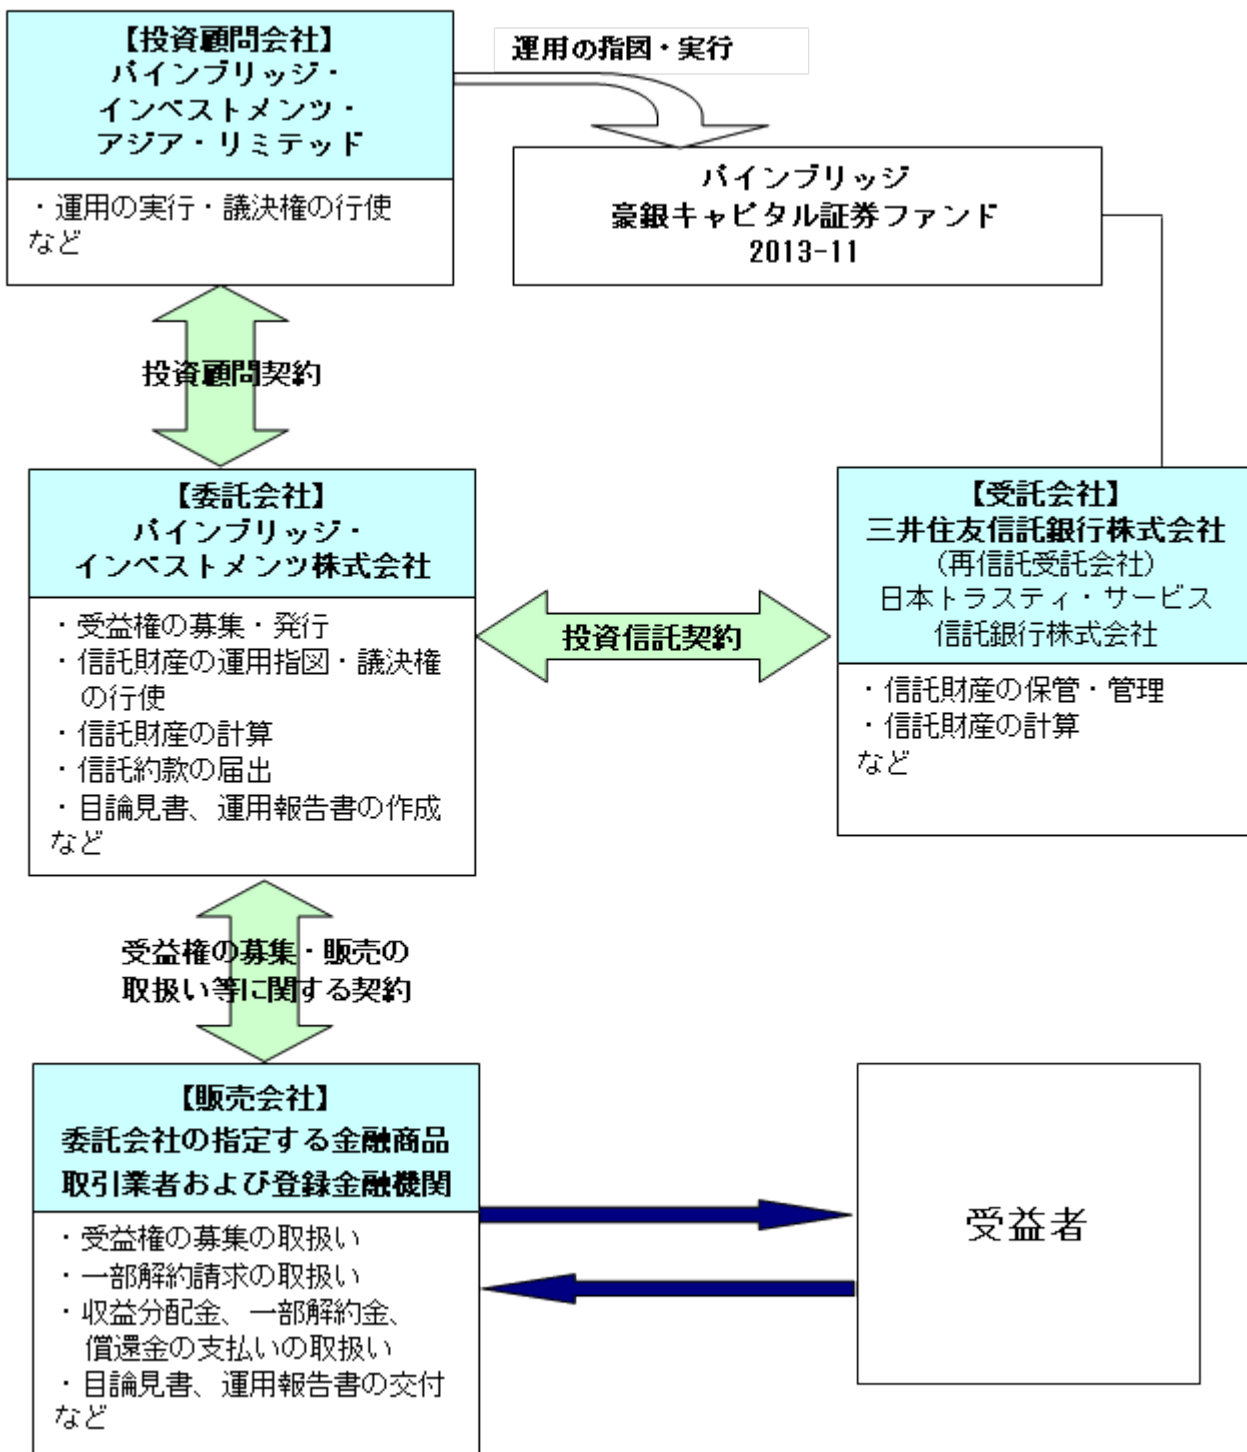 【投資顧問会社】
パインブリッジ・
インベストメンツ・
アジア・リミテッド
・運用の実行・議決権の行使
など
運用の指図・実行
パインブリッジ
豪銀キャピタル証券ファンド
2013-11
投資顧問契約
【委託会社】
パインブリッジ・
インベストメンツ株式会社
・受益権の募集・発行
・信託財産の運用指図・議決権
の行使
・信託財産の計算
・信託約款の届出
・目論見書、運用報告書の作成
など
投資信託契約
【受託会社】
三井住友信託銀行株式会社
(再信託受託会社)
日本トラスティ・サービス
信託銀行株式会社
・信託財産の保管・管理
・信託財産の計算
など
受益権の募集・販売の
取扱い等に関する契約
【販売会社】
委託会社の指定する金融商品
取引業者および登録金融機関
・受益権の募集の取扱い
・一部解約請求の取扱い
・収益分配金、一部解約金、
償還金の支払いの取扱い
・目論見書、運用報告書の交付
など
受益者